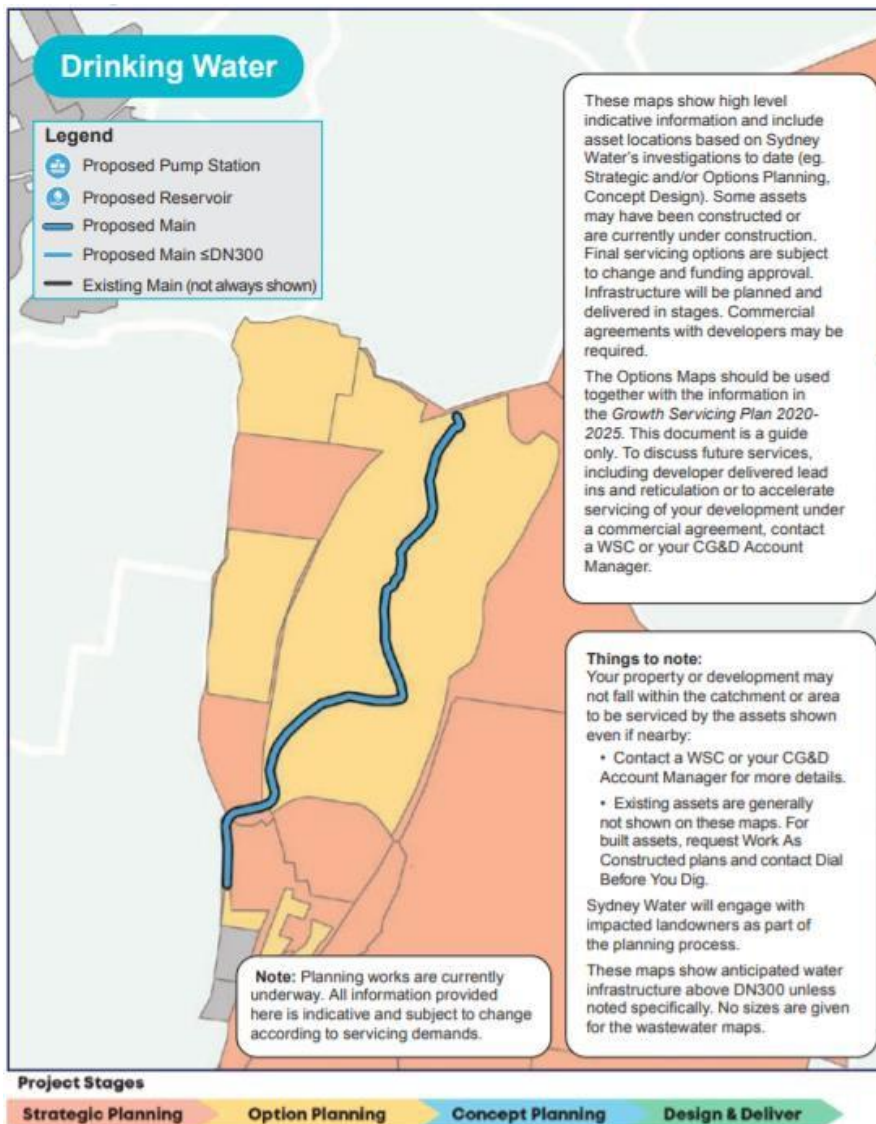 Drinking Water
Legend
Proposed Pump Station
Proposed Reservoir
Proposed Main
Proposed Main ≤DN300
Existing Main (not always shown)
These maps show high level
indicative information and include
asset locations based on Sydney
Water's investigations to date (eg.
Strategic and/or Options Planning,
Concept Design). Some assets
may have been constructed or
are currently under construction.
Final servicing options are subject
to change and funding approval.
Infrastructure will be planned and
delivered in stages. Commercial
agreements with developers may be
required.
The Options Maps should be used
together with the information in
the Growth Servicing Plan 2020-
2025. This document is a guide
only. To discuss future services,
including developer delivered lead
ins and reticulation or to accelerate
servicing of your development under
a commercial agreement, contact
a WSC or your CG&D Account
Manager.
Things to note:
Your property or development may
not fall within the catchment or area
to be serviced by the assets shown
even if nearby:
• Contact a WSC or your CG&D
Account Manager for more details.
• Existing assets are generally
not shown on these maps. For
built assets, request Work As
Constructed plans and contact Dial
Before You Dig.
Sydney Water will engage with
impacted landowners as part of
the planning process.
These maps show anticipated water
infrastructure above DN300 unless
noted specifically. No sizes are given
for the wastewater maps.
Note: Planning works are currently
underway. All information provided
here is indicative and subject to change
according to servicing demands.
Project Stages
Strategic Planning Option Planning Concept Planning Design & Deliver